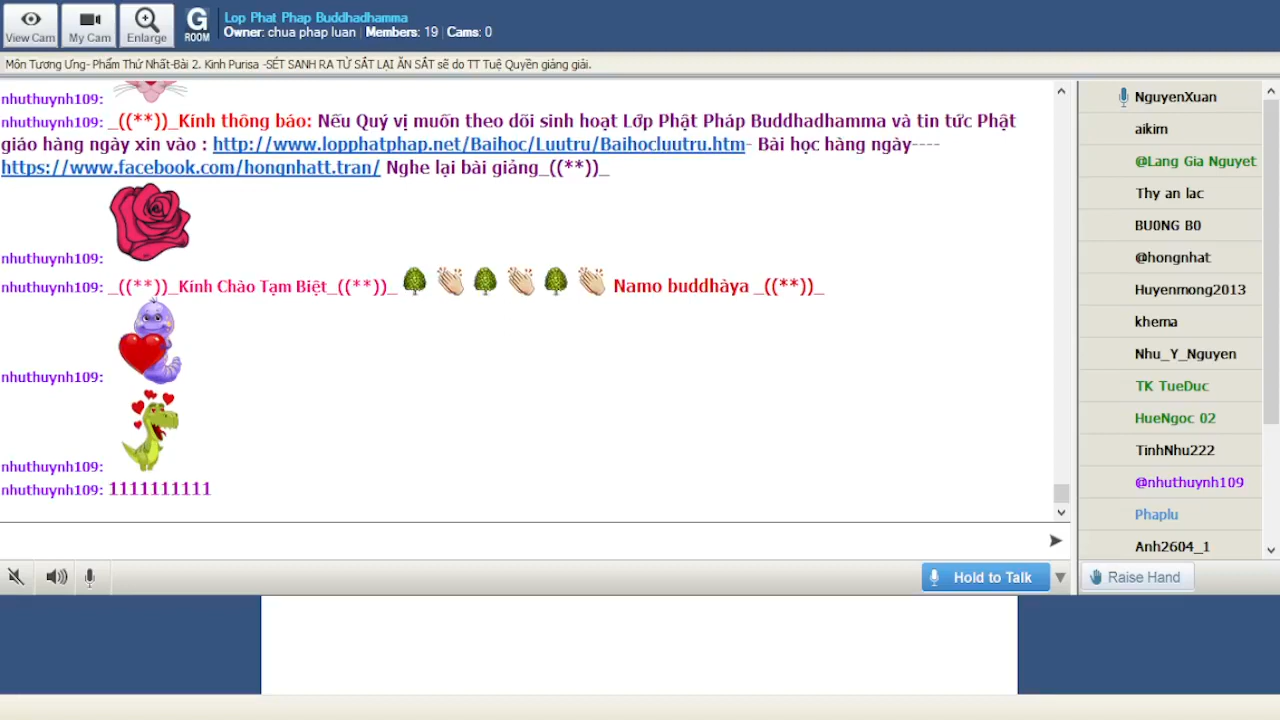 View Cam
My Cam
Enlarge
G
ROOM
Lop Phat Phap Buddhadhamma
Owner: chua phap luan | Members: 19 | Cams: 0
Môn Tương Ưng- Phẩm Thứ Nhất-Bài 2. Kinh Purisa -SÉT SANH RA TỪ SẮT LẠI ĂN SẮT sẽ do TT Tuệ Quyền giảng giải.
nhuthuynh109:
nhuthuynh109: _((**))_Kính thông báo: Nếu Quý vị muốn theo dõi sinh hoạt Lớp Phật Pháp Buddhadhamma và tin tức Phật
giáo hàng ngày xin vào : http://www.lopphatphap.net/Baihoc/Luutru/Baihocluutru.htm- Bài học hàng ngày----
https://www.facebook.com/hongnhatt.tran/ Nghe lại bài giảng_((**))_
nhuthuynh109:
nhuthuynh109: _((**))_Kính Chào Tạm Biệt_((**))_ Namo buddhàya _((**))_
nhuthuynh109:
nhuthuynh109:
nhuthuynh109: 1111111111
NguyenXuan
aikim
@Lang Gia Nguyet
Thy an lac
BU0NG B0
@hongnhat
Huyenmong2013
khema
Nhu_Y_Nguyen
TK TueDuc
HueNgoc 02
TinhNhu222
@nhuthuynh109
Phaplu
Anh2604_1
Hold to Talk
Raise Hand